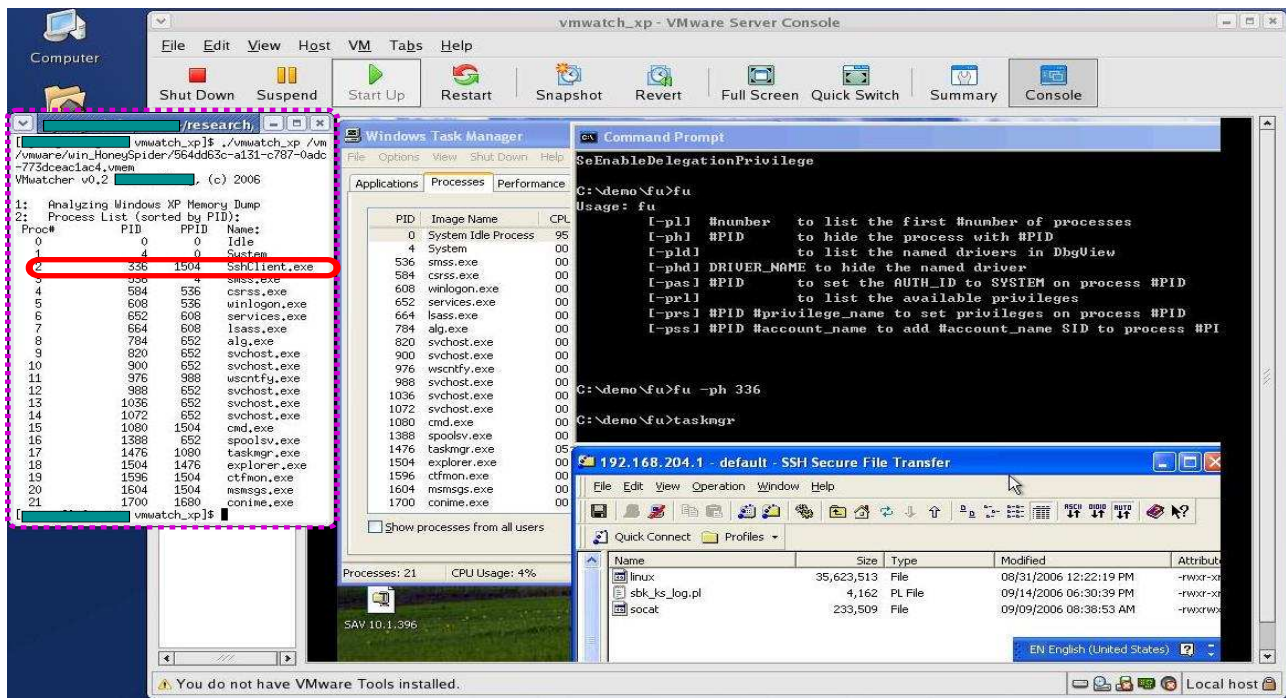 Computer
vmwatch_xp - VMware Server Console
File Edit View Host VM Tabs Help
Shut Down Suspend Start Up Restart Snapshot Revert Full Screen Quick Switch Summary Console
/research,
[ vmwatch_xp]$ ./vmwatch_xp /vm
/vmware/win_HoneySpider/564dd63c-a131-c787-0adc
-773dceac1ac4.vmem
VMwatcher v0.2 , (c) 2006
1: Analyzing Windows XP Memory Dump
2: Process List (sorted by PID):
Proc# PID PPID Name:
0 0 0 Idle
1 4 0 System
2 336 1504 SshClient.exe
3 536 4 smss.exe
4 584 536 csrss.exe
5 608 536 winlogon.exe
6 652 608 services.exe
7 664 608 lsass.exe
8 784 652 alg.exe
9 820 652 svchost.exe
10 900 652 svchost.exe
11 976 988 wscntfy.exe
12 988 652 svchost.exe
13 1036 652 svchost.exe
14 1072 652 svchost.exe
15 1080 1504 cmd.exe
16 1388 652 spoolsv.exe
17 1476 1080 taskmgr.exe
18 1504 1476 explorer.exe
19 1596 1504 ctfmon.exe
20 1604 1504 msmsgs.exe
21 1700 1680 conime.exe
[ vmwatch_xp]$
Windows Task Manager
File Options View Shut Down Help
Applications Processes Performance
PID Image Name CPU
0 System Idle Process 95
4 System 00
536 smss.exe 00
584 csrss.exe 00
608 winlogon.exe 00
652 services.exe 00
664 lsass.exe 00
784 alg.exe 00
820 svchost.exe 00
900 svchost.exe 00
976 wscntfy.exe 00
988 svchost.exe 00
1036 svchost.exe 00
1072 svchost.exe 00
1080 cmd.exe 00
1388 spoolsv.exe 00
1476 taskmgr.exe 05
1504 explorer.exe 00
1596 ctfmon.exe 00
1604 msmsgs.exe 00
1700 conime.exe 00
Show processes from all users
Processes: 21 CPU Usage: 4%
SAV 10.1.396
Command Prompt
SeEnableDelegationPrivilege
C:\demo\fu>fu
Usage: fu
[-pl] #number to list the first #number of processes
[-ph] #PID to hide the process with #PID
[-pld] to list the named drivers in DbgView
[-phd] DRIVER_NAME to hide the named driver
[-pas] #PID to set the AUTH_ID to SYSTEM on process #PID
[-prl] to list the available privileges
[-prs] #PID #privilege_name to set privileges on process #PID
[-pss] #PID #account_name to add #account_name SID to process #PI
C:\demo\fu>fu -ph 336
C:\demo\fu>taskmgr
192.168.204.1 - default - SSH Secure File Transfer
File Edit View Operation Window Help
Quick Connect Profiles
Name Size Type Modified Attribut
linux 35,623,513 File 08/31/2006 12:22:19 PM -rwxr-xr
sbk_ks_log.pl 4,162 PL File 09/14/2006 06:30:39 PM -rwxr-xr
socat 233,509 File 09/09/2006 08:38:53 AM -rwxrwx
EN English (United States)
You do not have VMware Tools installed.
Local host